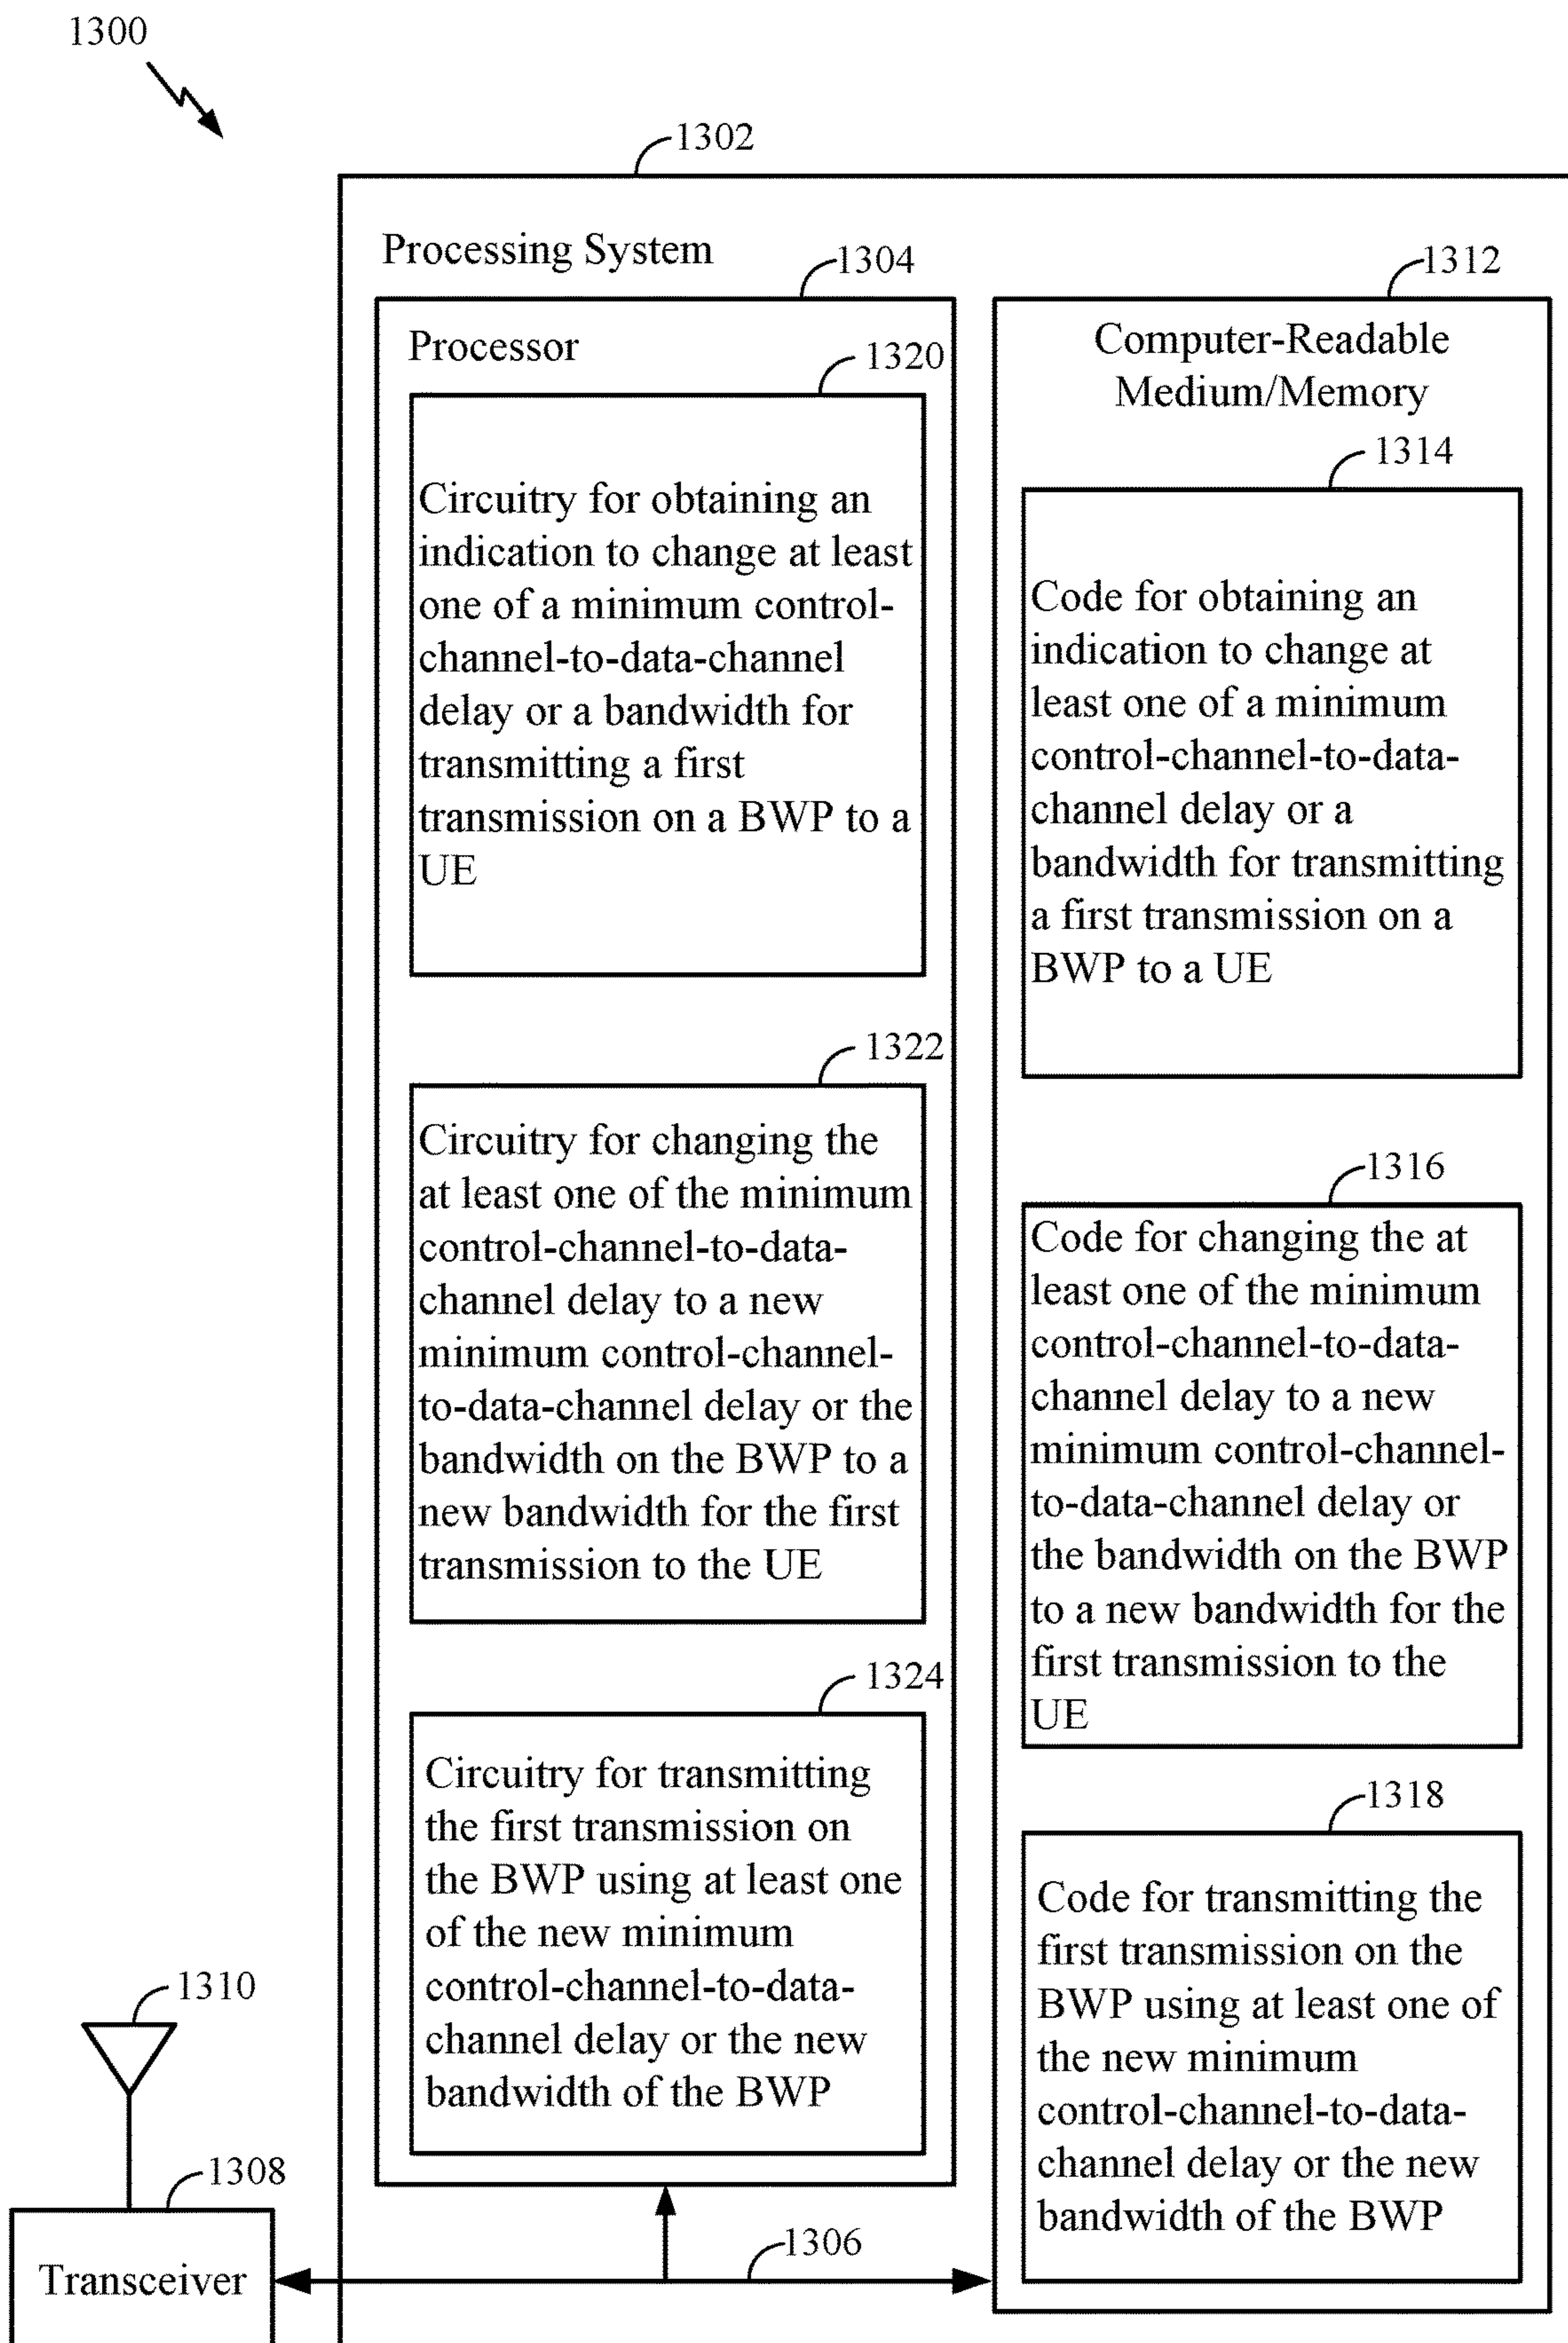 1300
1302
Processing System
1304
Processor
1320
Circuitry for obtaining an
indication to change at least
one of a minimum control-
channel-to-data-channel
delay or a bandwidth for
transmitting a first
transmission on a BWP to a
UE
1322
Circuitry for changing the
at least one of the minimum
control-channel-to-data-
channel delay to a new
minimum control-channel-
to-data-channel delay or the
bandwidth on the BWP to a
new bandwidth for the first
transmission to the UE
1324
Circuitry for transmitting
the first transmission on
the BWP using at least one
of the new minimum
control-channel-to-data-
channel delay or the new
bandwidth of the BWP
1312
Computer-Readable
Medium/Memory
1314
Code for obtaining an
indication to change at
least one of a minimum
control-channel-to-data-
channel delay or a
bandwidth for transmitting
a first transmission on a
BWP to a UE
1316
Code for changing the at
least one of the minimum
control-channel-to-data-
channel delay to a new
minimum control-channel-
to-data-channel delay or
the bandwidth on the BWP
to a new bandwidth for the
first transmission to the
UE
1318
Code for transmitting the
first transmission on the
BWP using at least one of
the new minimum
control-channel-to-data-
channel delay or the new
bandwidth of the BWP
1310
1308
Transceiver
1306